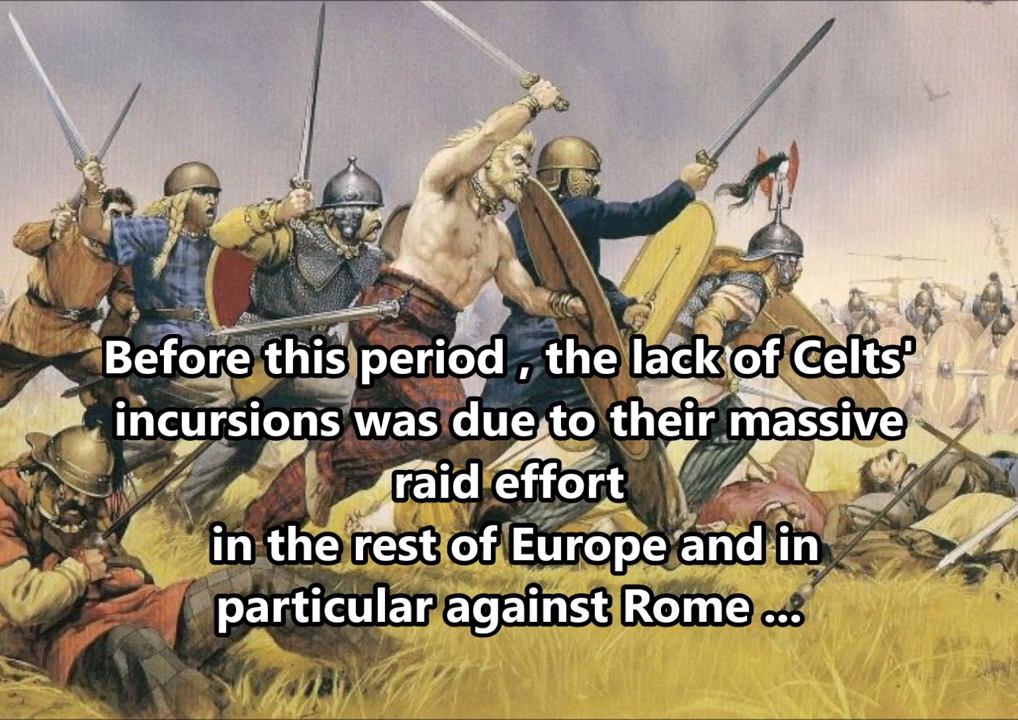 Before this period , the lack of Celts'
incursions was due to their massive
raid effort
in the rest of Europe and in
particular against Rome ...